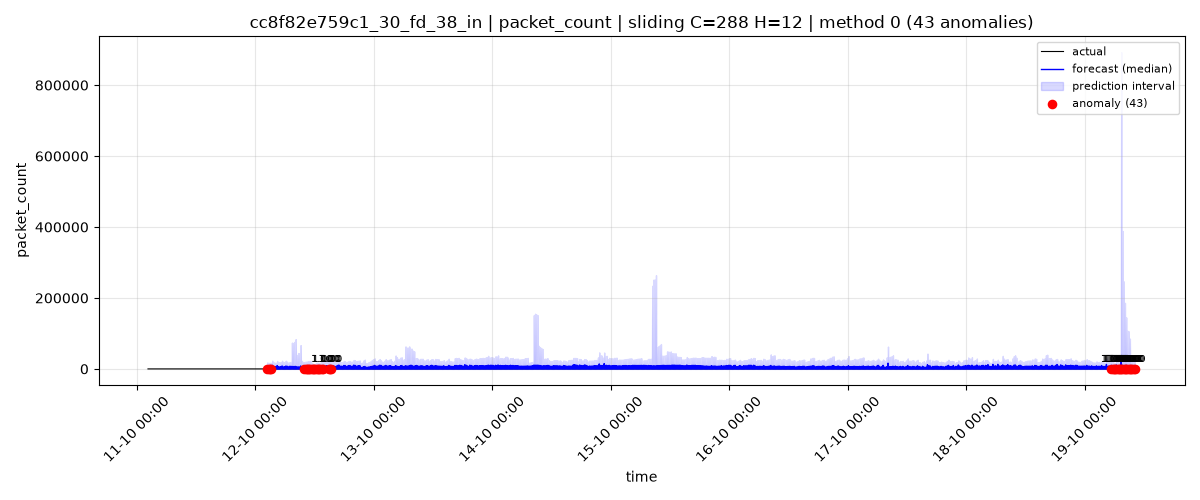 cc8f82e759c1_30_fd_38_in | packet_count | sliding C=288 H=12 | method 0 (43 anomalies)
actual
forecast (median)
prediction interval
anomaly (43)
packet_count
800000
600000
400000
200000
0
11-10 00:00
12-10 00:00
13-10 00:00
14-10 00:00
15-10 00:00
16-10 00:00
17-10 00:00
18-10 00:00
19-10 00:00
time